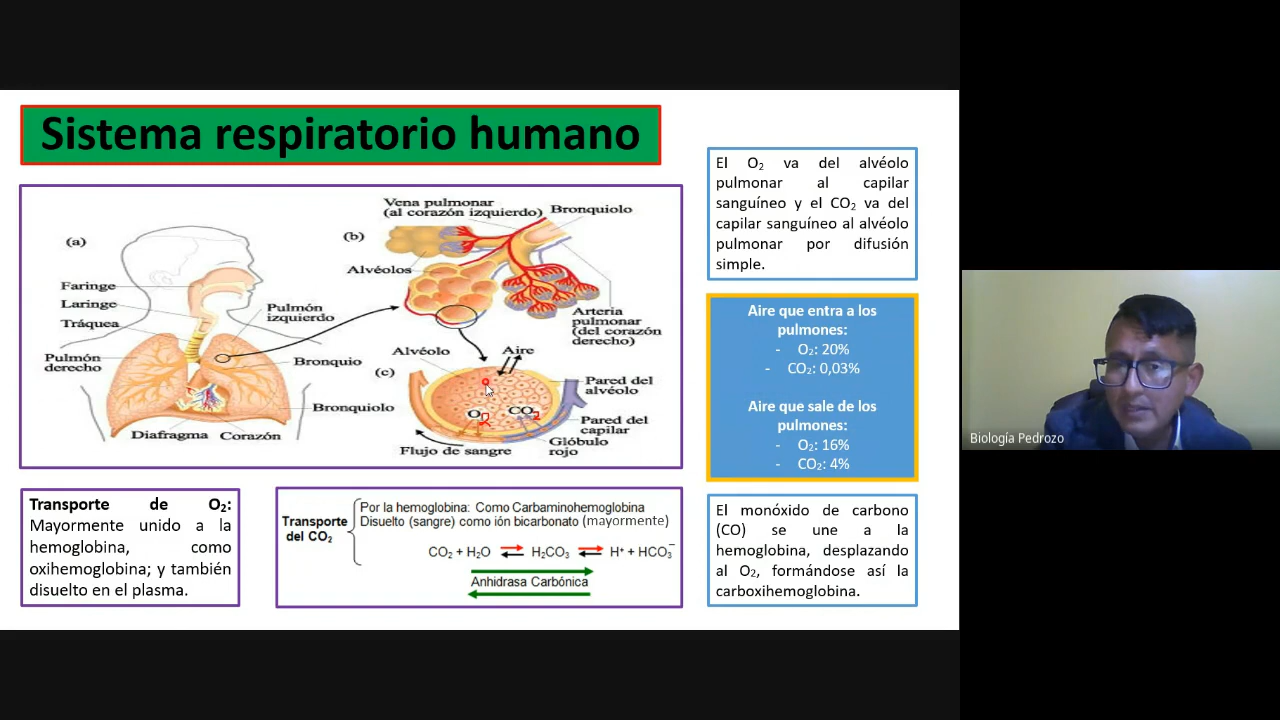 Sistema respiratorio humano
(a)
Faringe
Laringe
Tráquea
Pulmón
derecho
Pulmón
izquierdo
Bronquio
Bronquiolo
Diafragma
Corazón
(b)
Vena pulmonar
(al corazón izquierdo)
Bronquiolo
Alvéolos
Arteria
pulmonar
(del corazón
derecho)
(c)
Alvéolo
Aire
Pared del
alvéolo
O2
CO2
Pared del
capilar
Glóbulo
rojo
Flujo de sangre
Transporte de O₂:
Mayormente unido a la
hemoglobina, como
oxihemoglobina; y también
disuelto en el plasma.
Transporte
del CO₂
Por la hemoglobina: Como Carbaminohemoglobina
Disuelto (sangre) como ión bicarbonato (mayormente)
CO₂ + H₂O ⇄ H₂CO₃ ⇄ H⁺ + HCO₃⁻
Anhidrasa Carbónica
El O₂ va del alvéolo
pulmonar al capilar
sanguíneo y el CO₂ va del
capilar sanguíneo al alvéolo
pulmonar por difusión
simple.
Aire que entra a los
pulmones:
- O₂: 20%
- CO₂: 0,03%
Aire que sale de los
pulmones:
- O₂: 16%
- CO₂: 4%
El monóxido de carbono
(CO) se une a la
hemoglobina, desplazando
al O₂, formándose así la
carboxihemoglobina.
Biología Pedrozo